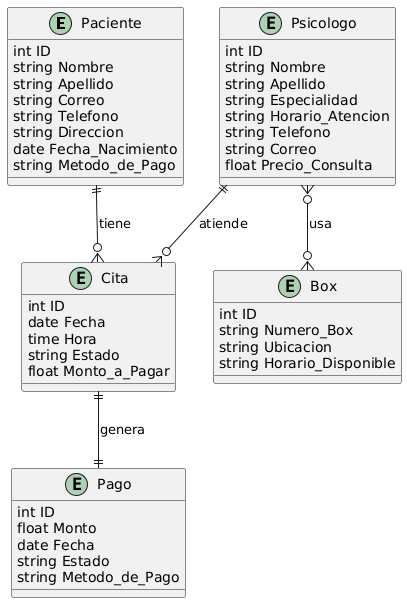 E Paciente
int ID
string Nombre
string Apellido
string Correo
string Telefono
string Direccion
date Fecha_Nacimiento
string Metodo_de_Pago
E Psicologo
int ID
string Nombre
string Apellido
string Especialidad
string Horario_Atencion
string Telefono
string Correo
float Precio_Consulta
tiene
atiende
usa
E Cita
int ID
date Fecha
time Hora
string Estado
float Monto_a_Pagar
E Box
int ID
string Numero_Box
string Ubicacion
string Horario_Disponible
genera
E Pago
int ID
float Monto
date Fecha
string Estado
string Metodo_de_Pago